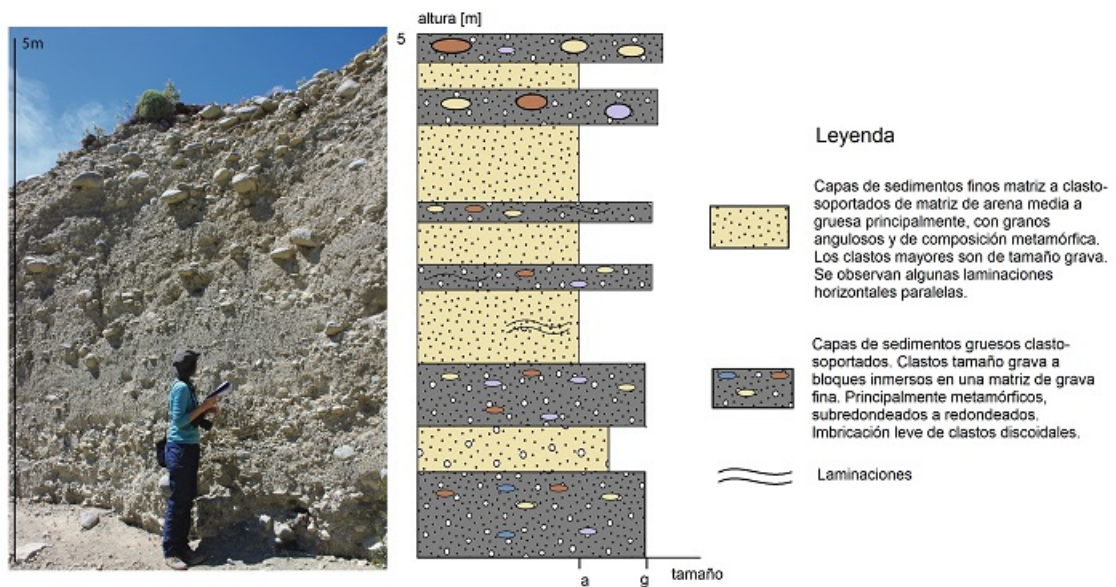 5m
altura [m]
5
a
g
tamaño
Leyenda
Capas de sedimentos finos matriz a clasto-
soportados de matriz de arena media a
gruesa principalmente, con granos
angulosos y de composición metamórfica.
Los clastos mayores son de tamaño grava.
Se observan algunas laminaciones
horizontales paralelas.
Capas de sedimentos gruesos clasto-
soportados. Clastos tamaño grava a
bloques inmersos en una matriz de grava
fina. Principalmente metamórficos,
subredondeados a redondeados.
Imbricación leve de clastos discoidales.
Laminaciones